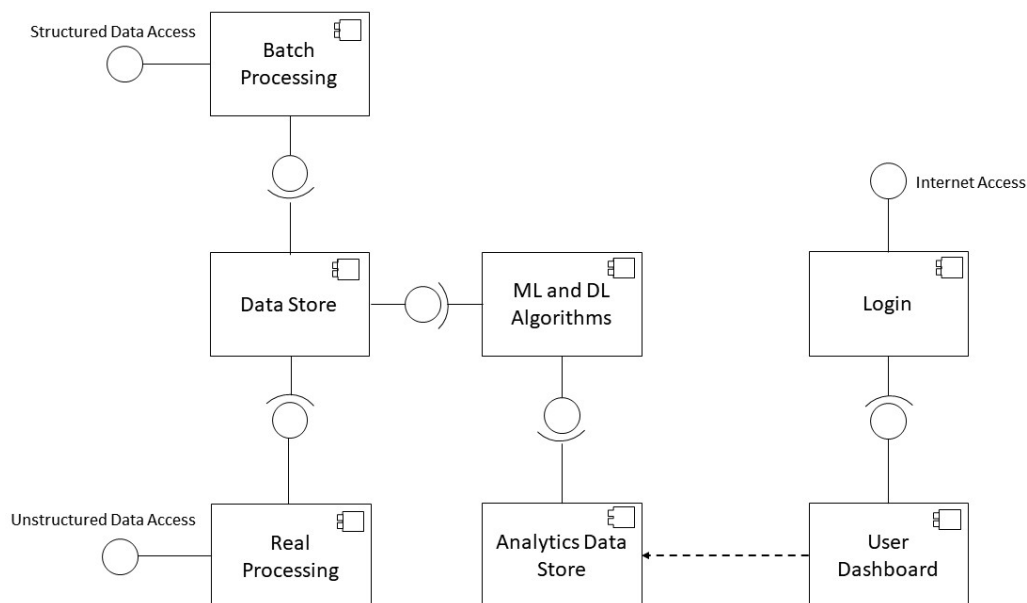 Structured Data Access
Batch
Processing
Internet Access
Data Store
ML and DL
Algorithms
Login
Unstructured Data Access
Real
Processing
Analytics Data
Store
User
Dashboard